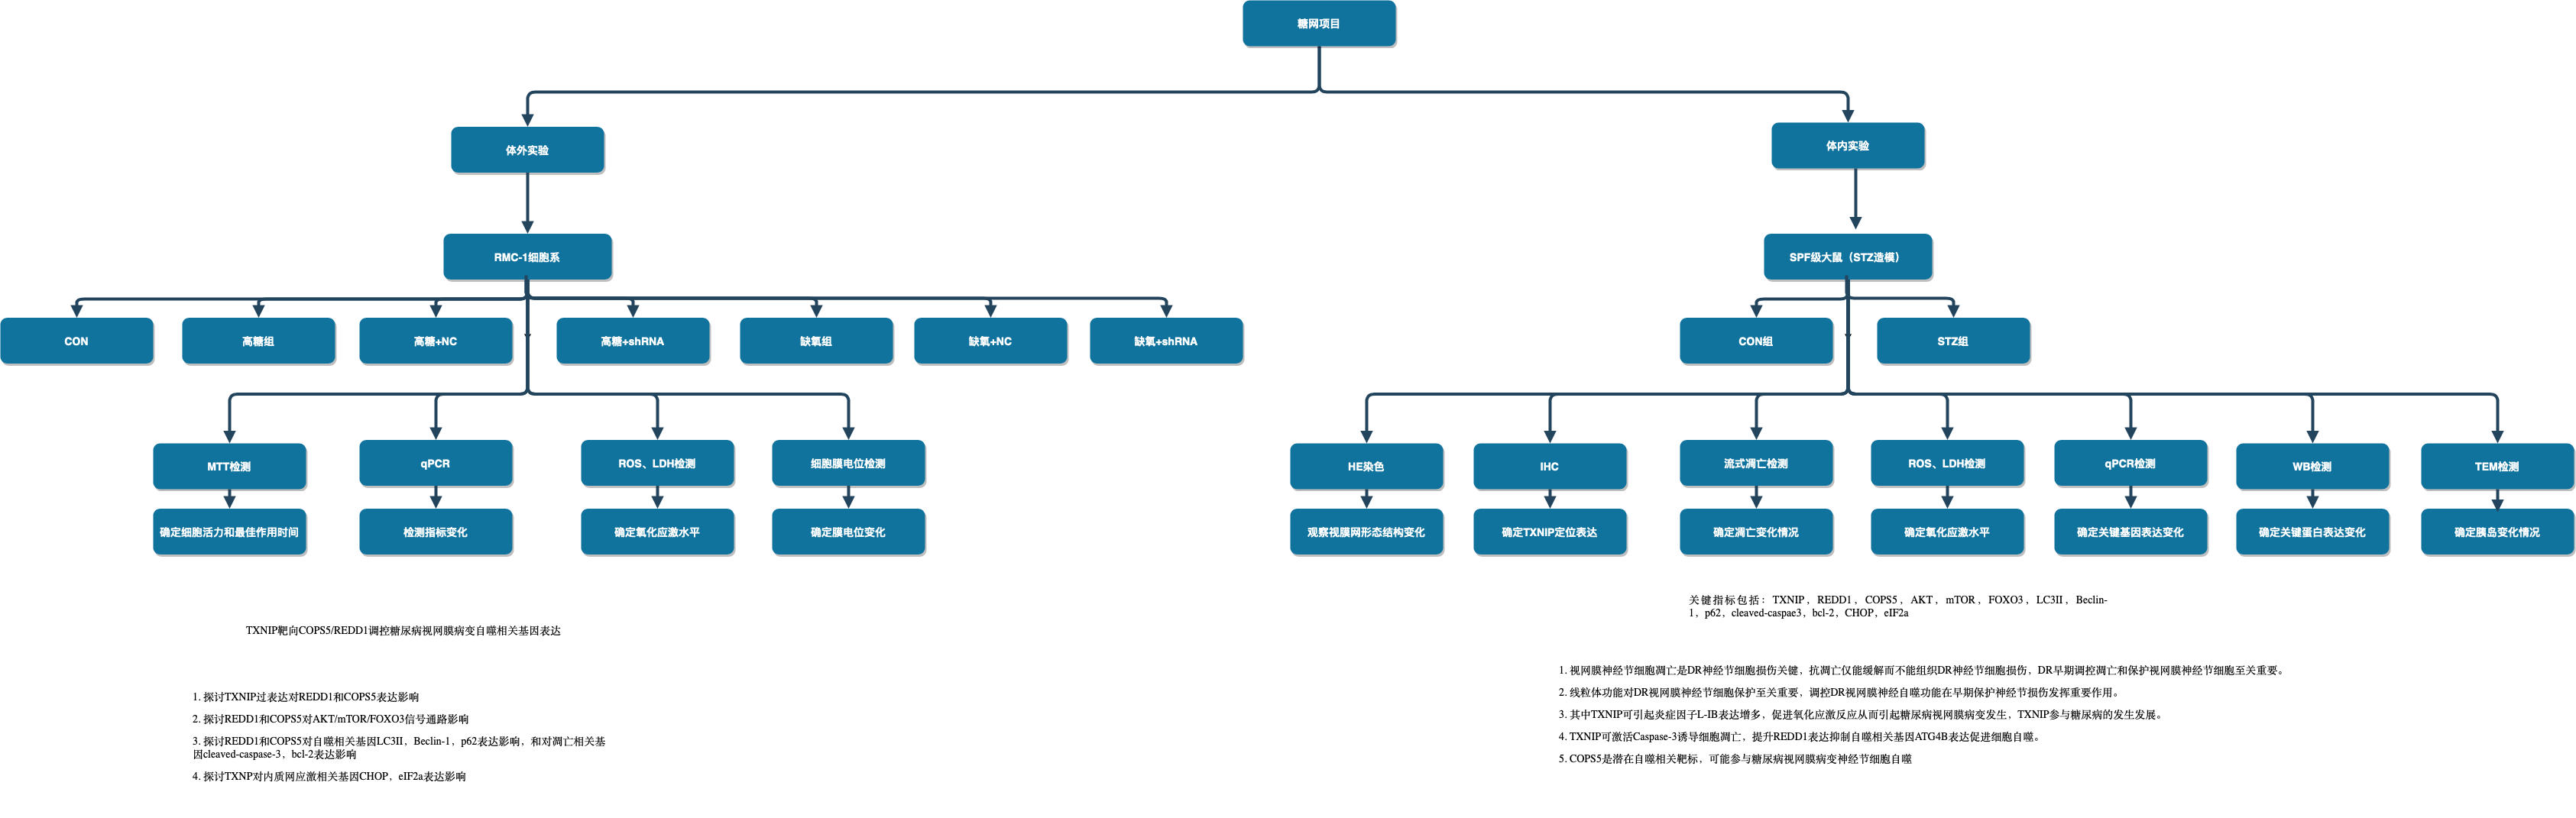 糖网项目
体外实验
体内实验
RMC-1细胞系
SPF级大鼠（STZ造模）
CON
高糖组
高糖+NC
高糖+shRNA
缺氧组
缺氧+NC
缺氧+shRNA
CON组
STZ组
MTT检测
qPCR
ROS、LDH检测
细胞膜电位检测
HE染色
IHC
流式凋亡检测
ROS、LDH检测
qPCR检测
WB检测
TEM检测
确定细胞活力和最佳作用时间
检测指标变化
确定氧化应激水平
确定膜电位变化
观察视膜网形态结构变化
确定TXNIP定位表达
确定凋亡变化情况
确定氧化应激水平
确定关键基因表达变化
确定关键蛋白表达变化
确定胰岛变化情况
TXNIP靶向COPS5/REDD1调控糖尿病视网膜病变自噬相关基因表达
1. 探讨TXNIP过表达对REDD1和COPS5表达影响
2. 探讨REDD1和COPS5对AKT/mTOR/FOXO3信号通路影响
3. 探讨REDD1和COPS5对自噬相关基因LC3II，Beclin-1，p62表达影响，和对凋亡相关基
因cleaved-caspase-3，bcl-2表达影响
4. 探讨TXNP对内质网应激相关基因CHOP，eIF2a表达影响
关键指标包括：TXNIP，REDD1，COPS5，AKT，mTOR，FOXO3，LC3II，Beclin-
1，p62，cleaved-caspae3，bcl-2，CHOP，eIF2a
1. 视网膜神经节细胞凋亡是DR神经节细胞损伤关键，抗凋亡仅能缓解而不能组织DR神经节细胞损伤，DR早期调控凋亡和保护视网膜神经节细胞至关重要。
2. 线粒体功能对DR视网膜神经节细胞保护至关重要，调控DR视网膜神经自噬功能在早期保护神经节损伤发挥重要作用。
3. 其中TXNIP可引起炎症因子L-IB表达增多，促进氧化应激反应从而引起糖尿病视网膜病变发生，TXNIP参与糖尿病的发生发展。
4. TXNIP可激活Caspase-3诱导细胞凋亡，提升REDD1表达抑制自噬相关基因ATG4B表达促进细胞自噬。
5. COPS5是潜在自噬相关靶标，可能参与糖尿病视网膜病变神经节细胞自噬